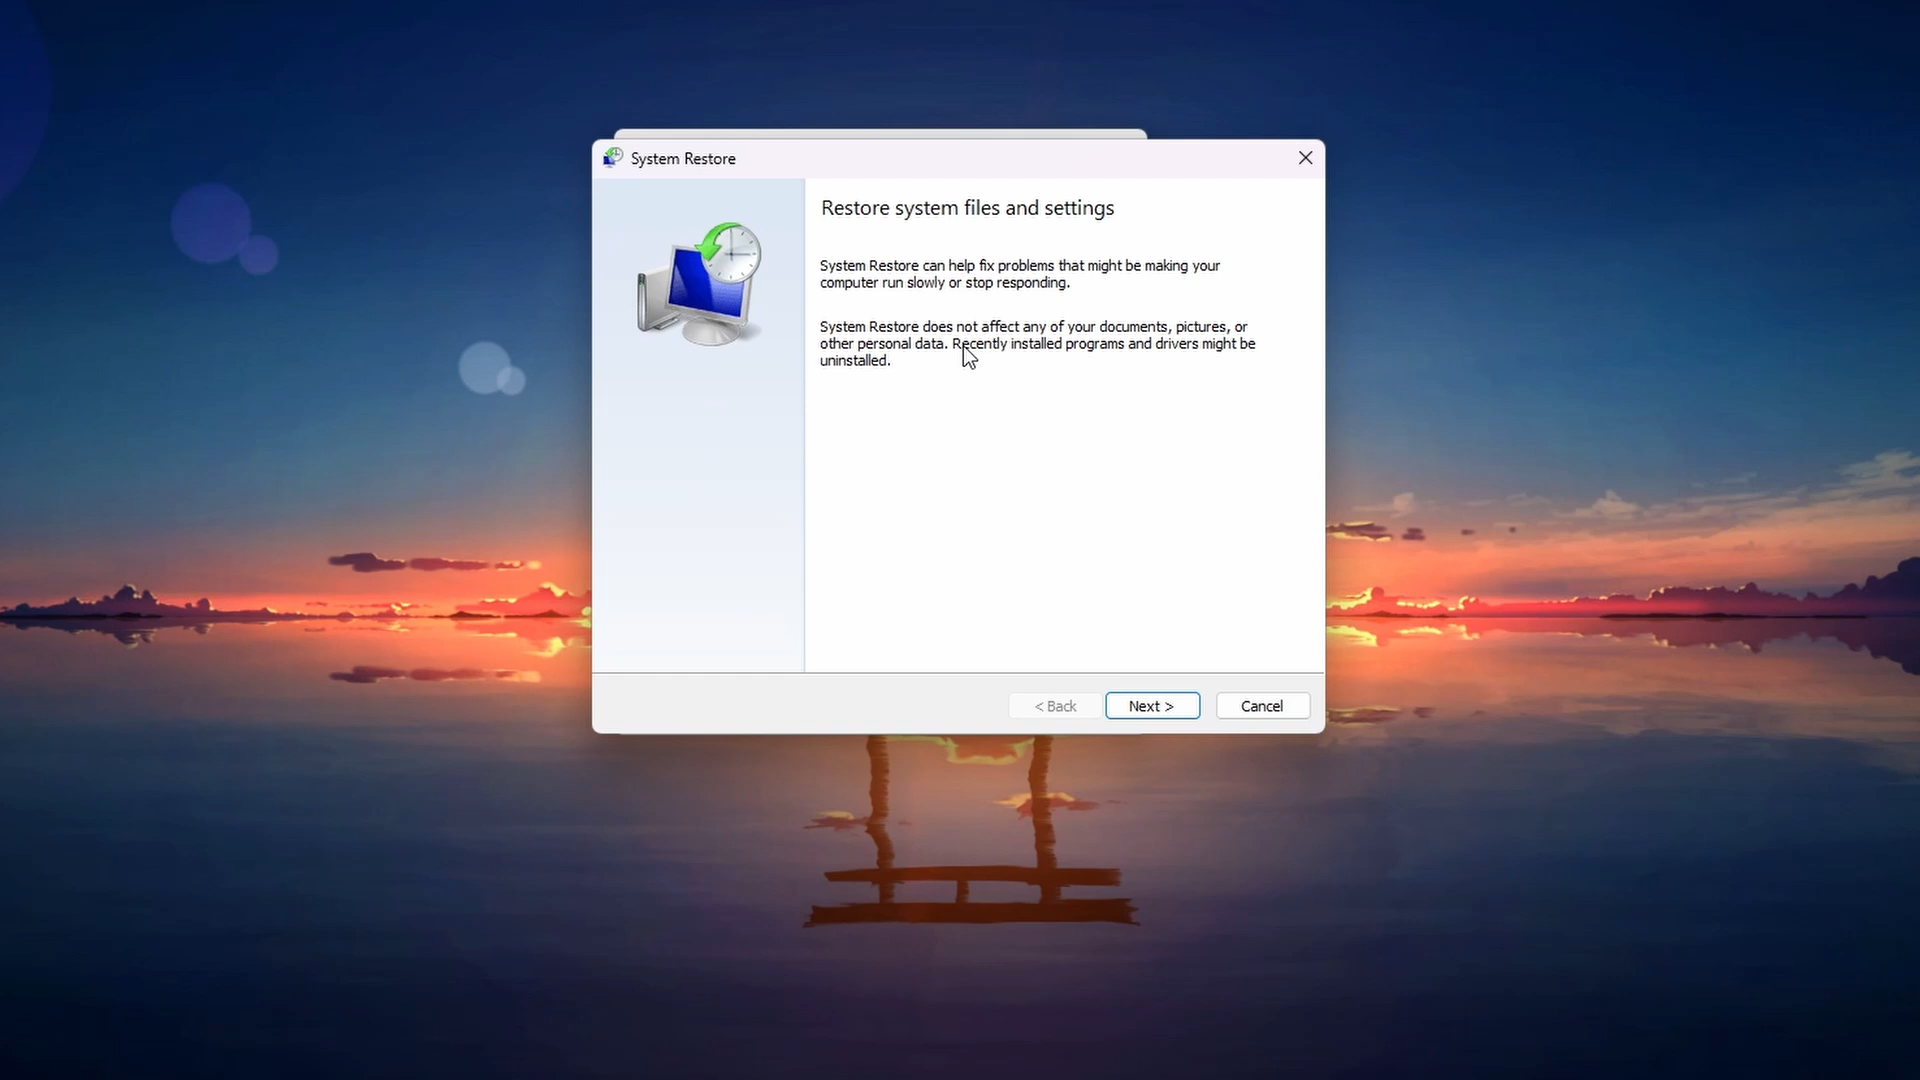 System Restore
Restore system files and settings
System Restore can help fix problems that might be making your
computer run slowly or stop responding.
System Restore does not affect any of your documents, pictures, or
other personal data. Recently installed programs and drivers might be
uninstalled.
< Back Next > Cancel